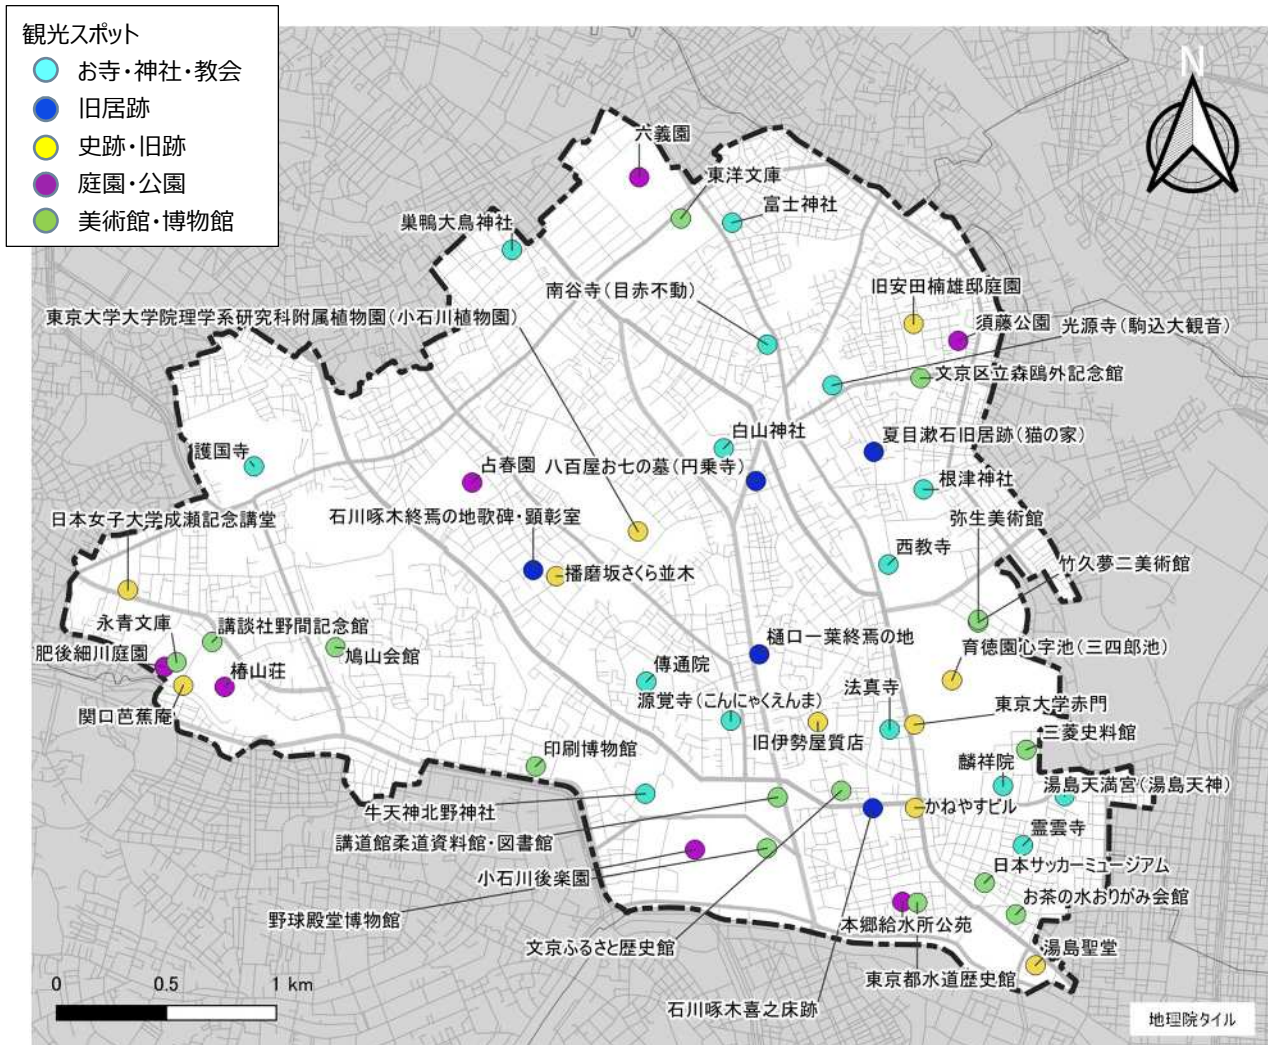 観光スポット
お寺・神社・教会
旧居跡
史跡・旧跡
庭園・公園
美術館・博物館
N
六義園
東洋文庫
富士神社
巣鴨大鳥神社
南谷寺(目赤不動)
旧安田楠雄邸庭園
東京大学大学院理学系研究科附属植物園(小石川植物園)
須藤公園
光源寺(駒込大観音)
文京区立森鴎外記念館
白山神社
夏目漱石旧居跡(猫の家)
護国寺
占春園
八百屋お七の墓(円乗寺)
根津神社
日本女子大学成瀬記念講堂
石川啄木終焉の地歌碑・顕彰室
弥生美術館
西教寺
竹久夢二美術館
播磨坂さくら並木
永青文庫
講談社野間記念館
樋口一葉終焉の地
肥後細川庭園
鳩山会館
育徳園心字池(三四郎池)
椿山荘
傳通院
関口芭蕉庵
源覚寺(こんにゃくえんま)
法真寺
東京大学赤門
旧伊勢屋質店
三菱史料館
印刷博物館
麟祥院
湯島天満宮(湯島天神)
牛天神北野神社
かねやすビル
講道館柔道資料館・図書館
霊雲寺
日本サッカーミュージアム
小石川後楽園
お茶の水おりがみ会館
野球殿堂博物館
本郷給水所公苑
文京ふるさと歴史館
湯島聖堂
東京都水道歴史館
石川啄木喜之床跡
0 0.5 1 km
地理院タイル